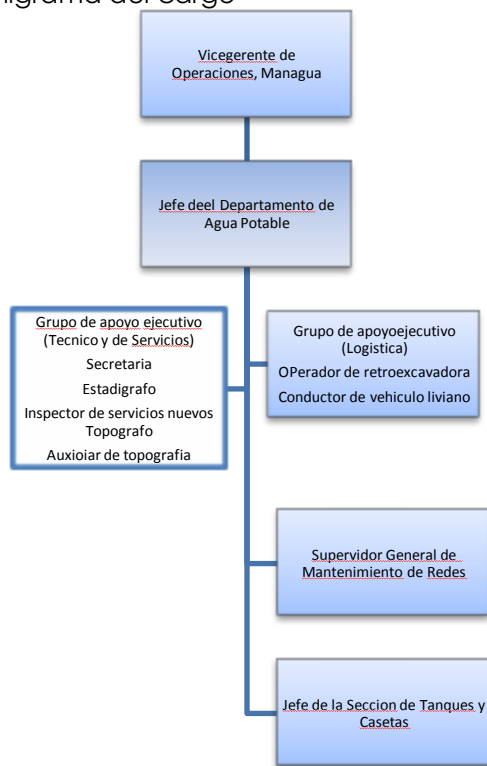 igrama del cargo
Vicegerente de
Operaciones, Managua
Jefe deel Departamento de
Agua Potable
Grupo de apoyo ejecutivo
(Tecnico y de Servicios)
Secretaria
Estadigrafo
Inspector de servicios nuevos
Topografo
Auxioiar de topografia
Grupo de apoyoejecutivo
(Logistica)
OPerador de retroexcavadora
Conductor de vehiculo liviano
Supervidor General de
Mantenimiento de Redes
Jefe de la Seccion de Tanques y
Casetas